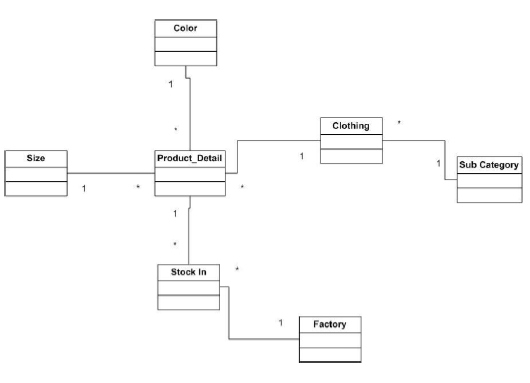 Color
1
*
Clothing
*
Size
Product_Detail
1
1
Sub Category
1
*
*
1
*
Stock In
*
1
Factory